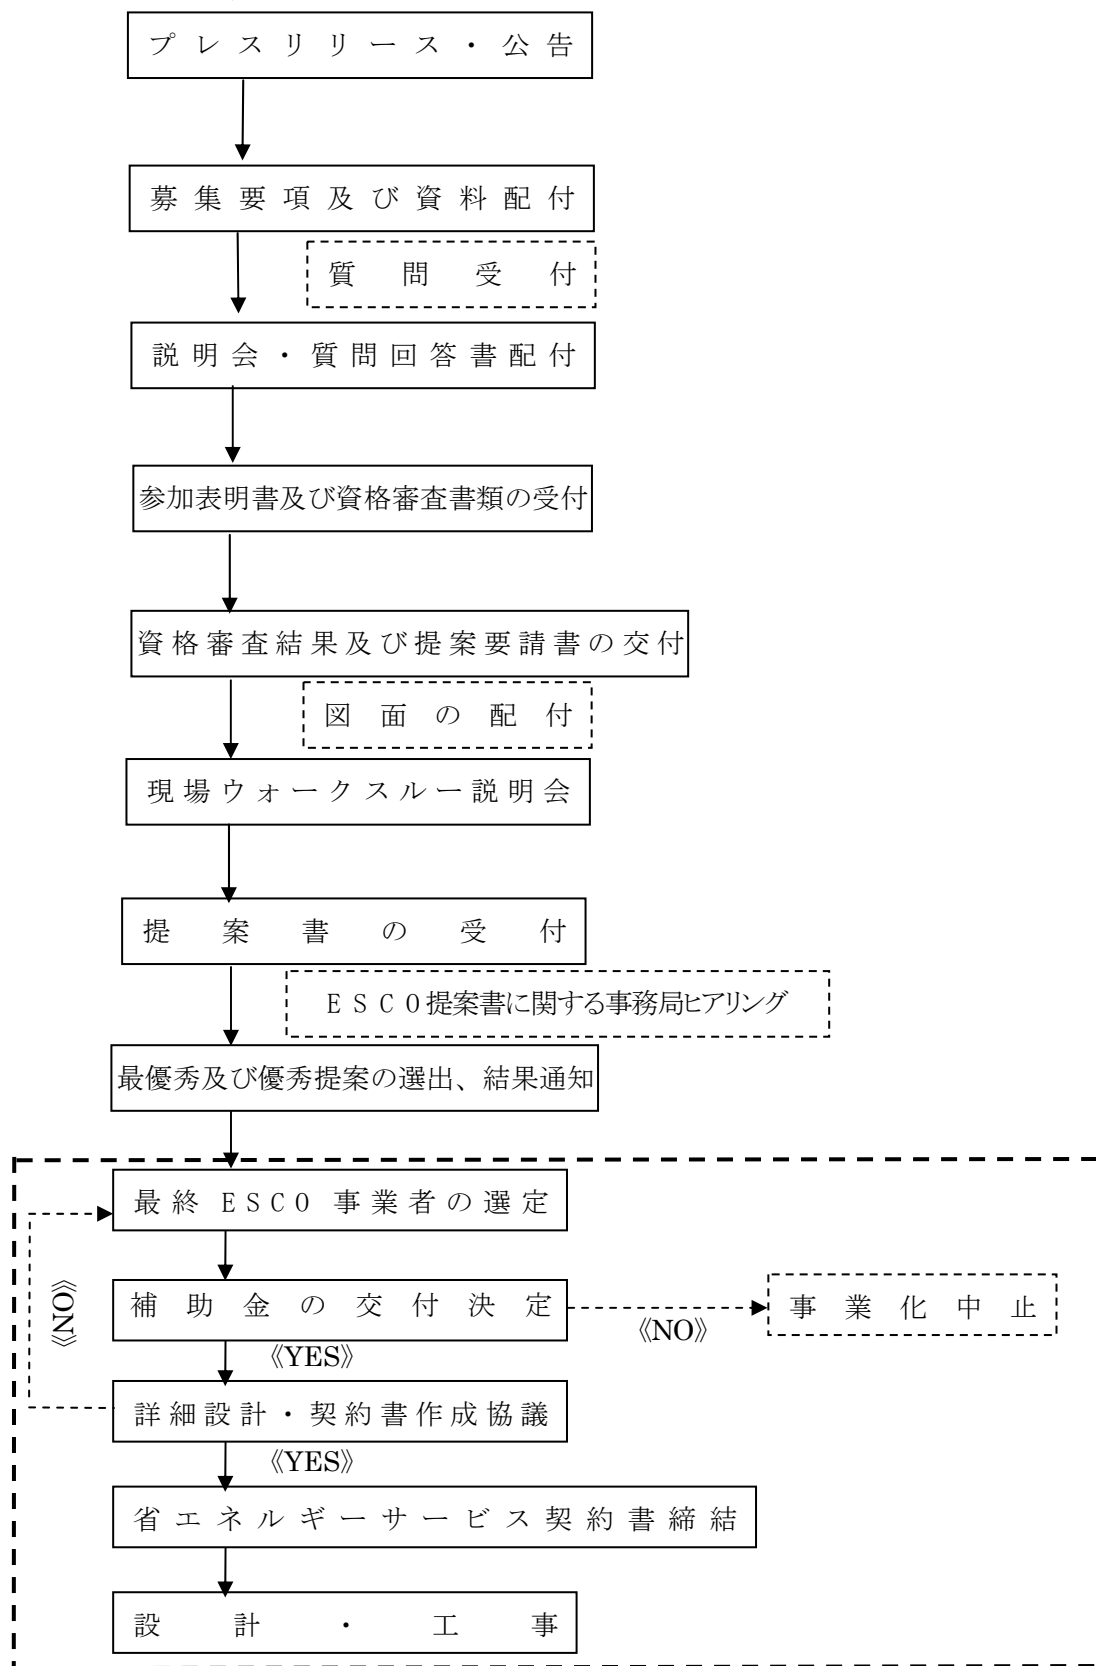 プレスリリース・公告
募集要項及び資料配付
質問受付
説明会・質問回答書配付
参加表明書及び資格審査書類の受付
資格審査結果及び提案要請書の交付
図面の配付
現場ウォークスルー説明会
提案書の受付
ESCO提案書に関する事務局ヒアリング
最優秀及び優秀提案の選出、結果通知
最終ESCO事業者の選定
《NO》
補助金の交付決定
《NO》
事業化中止
《YES》
詳細設計・契約書作成協議
《YES》
省エネルギーサービス契約書締結
設計・工事